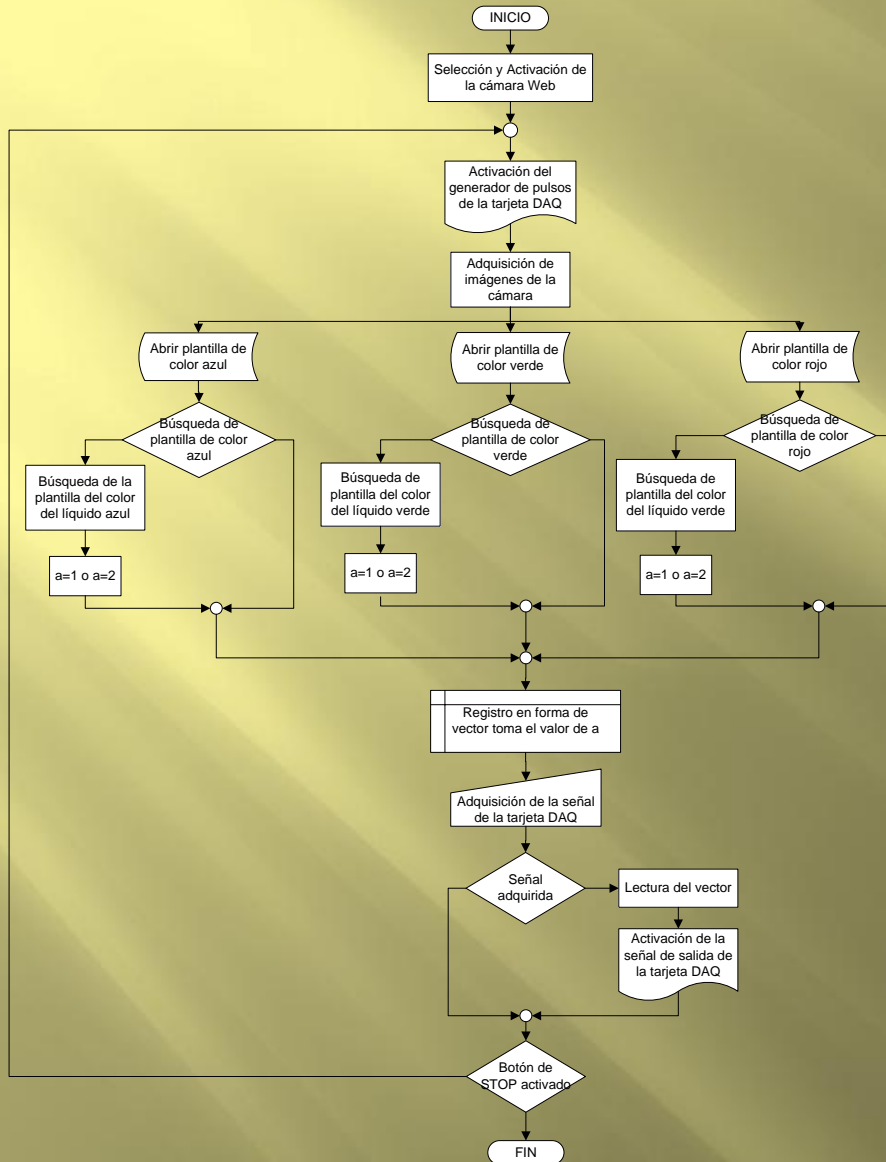 INICIO
Selección y Activación de
la cámara Web
Activación del
generador de pulsos
de la tarjeta DAQ
Adquisición de
imágenes de la
cámara
Abrir plantilla de
color azul
Abrir plantilla de
color verde
Abrir plantilla de
color rojo
Búsqueda de
plantilla de color
azul
Búsqueda de
plantilla de color
verde
Búsqueda de
plantilla de color
rojo
Búsqueda de la
plantilla del color
del líquido azul
Búsqueda de
plantilla del color
del líquido verde
Búsqueda de
plantilla del color
del líquido verde
a=1 o a=2
a=1 o a=2
a=1 o a=2
Registro en forma de
vector toma el valor de a
Adquisición de la señal
de la tarjeta DAQ
Señal
adquirida
Lectura del vector
Activación de la
señal de salida de
la tarjeta DAQ
Botón de
STOP activado
FIN